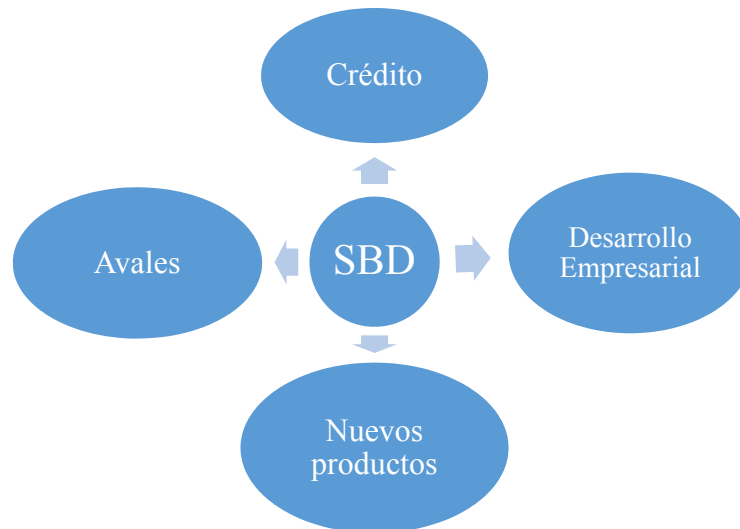 Crédito
Avales
SBD
Desarrollo
Empresarial
Nuevos
productos